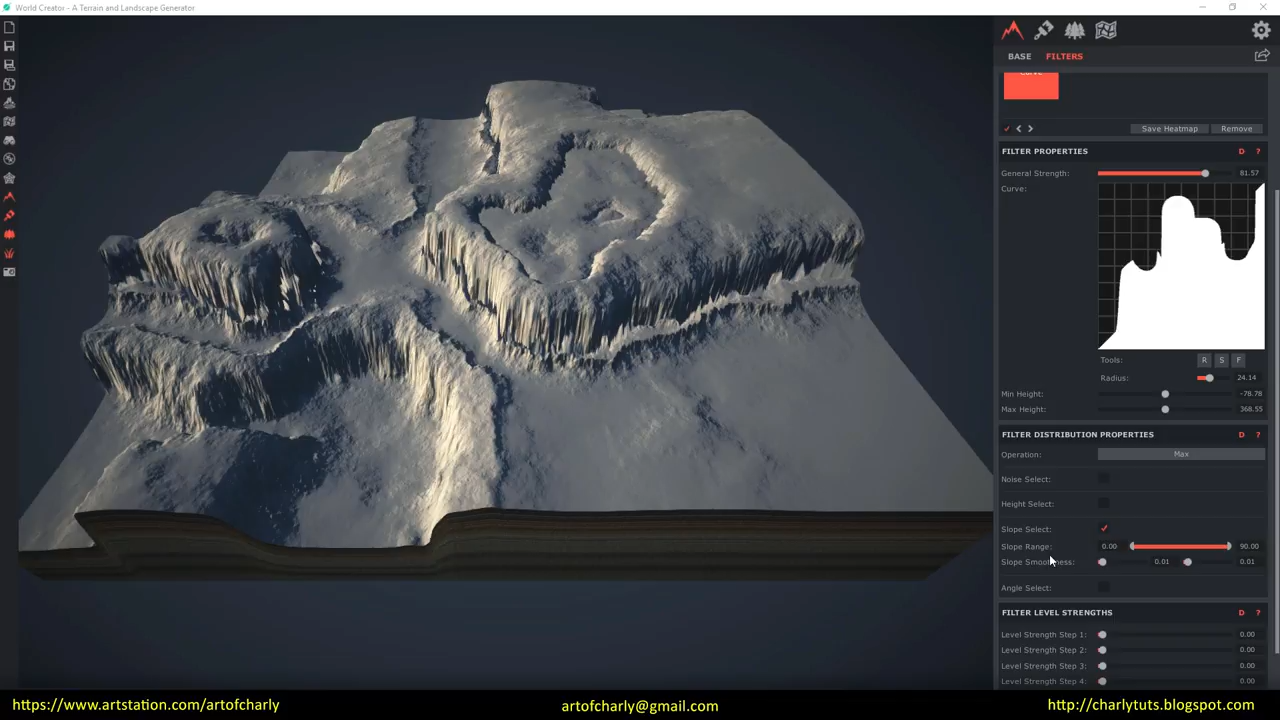 World Creator - A Terrain and Landscape Generator
BASE
FILTERS
Curve
Save Heatmap
Remove
FILTER PROPERTIES
D ?
General Strength:
81.57
Curve:
Tools:
R S F
Radius:
24.14
Min Height:
-78.78
Max Height:
368.55
FILTER DISTRIBUTION PROPERTIES
D ?
Operation:
Max
Noise Select:
Height Select:
Slope Select:
Slope Range:
0.00
90.00
Slope Smoothness:
0.01
0.01
Angle Select:
FILTER LEVEL STRENGTHS
D ?
Level Strength Step 1:
0.00
Level Strength Step 2:
0.00
Level Strength Step 3:
0.00
Level Strength Step 4:
0.00
https://www.artstation.com/artofcharly
artofcharly@gmail.com
http://charlytuts.blogspot.com